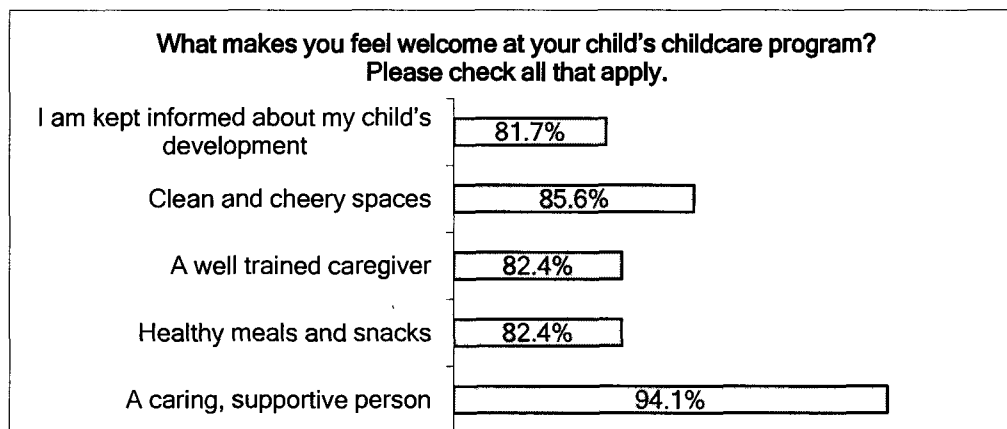 What makes you feel welcome at your child's childcare program?
Please check all that apply.
I am kept informed about my child's
development
81.7%
Clean and cheery spaces
85.6%
A well trained caregiver
82.4%
Healthy meals and snacks
82.4%
A caring, supportive person
94.1%